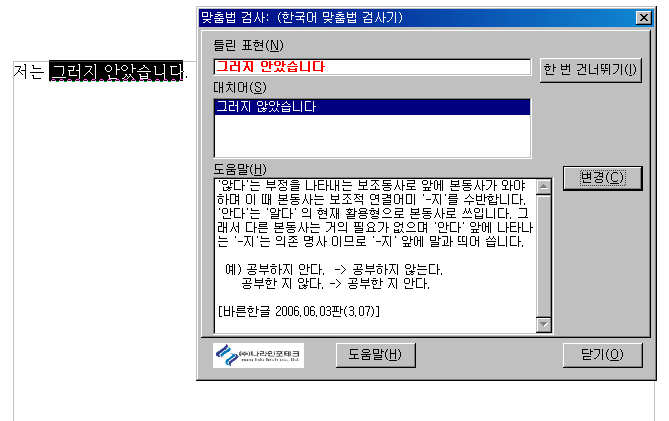 맞춤법 검사: (한국어 맞춤법 검사기)
저는 그러지 안았습니다.
틀린 표현(N)
그러지 안았습니다
한 번 건너뛰기(I)
대치어(S)
그러지 않았습니다
도움말(H)
변경(C)
'않다'는 부정을 나타내는 보조동사로 앞에 본동사가 와야
하며 이 때 본동사는 보조적 연결어미 '-지'를 수반합니다.
'안다'는 '알다' 의 현재 활용형으로 본동사로 쓰입니다. 그
래서 다른 본동사는 거의 필요가 없으며 '안다' 앞에 나타나
는 '-지'는 의존 명사 이므로 '-지' 앞에 말과 띄어 씁니다.
예) 공부하지 안다. -> 공부하지 않는다.
공부한 지 않다. -> 공부한 지 안다.
[바른한글 2006.06.03판(3.07)]
(주)나라인포테크
도움말(H)
닫기(O)